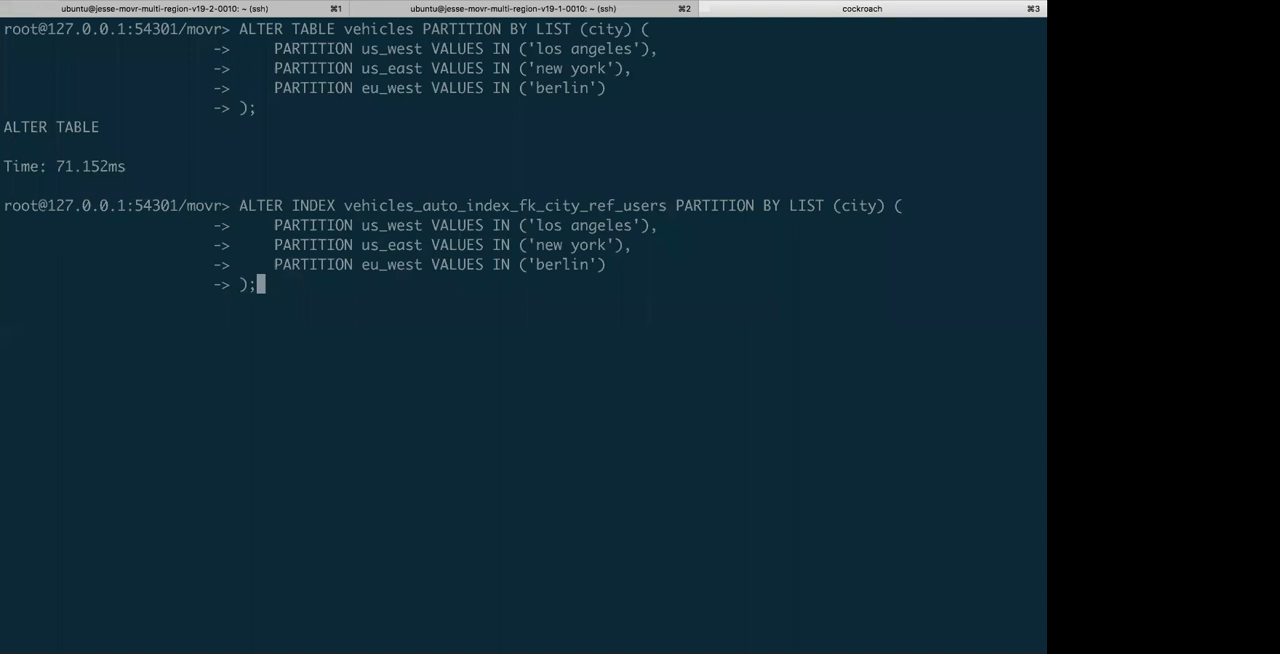 ubuntu@jesse-movr-multi-region-v19-2-0010: ~ (ssh) ⌘1 ubuntu@jesse-movr-multi-region-v19-1-0010: ~ (ssh) ⌘2 cockroach ⌘3
root@127.0.0.1:54301/movr> ALTER TABLE vehicles PARTITION BY LIST (city) (
-> PARTITION us_west VALUES IN ('los angeles'),
-> PARTITION us_east VALUES IN ('new york'),
-> PARTITION eu_west VALUES IN ('berlin')
-> );
ALTER TABLE
Time: 71.152ms
root@127.0.0.1:54301/movr> ALTER INDEX vehicles_auto_index_fk_city_ref_users PARTITION BY LIST (city) (
-> PARTITION us_west VALUES IN ('los angeles'),
-> PARTITION us_east VALUES IN ('new york'),
-> PARTITION eu_west VALUES IN ('berlin')
-> );